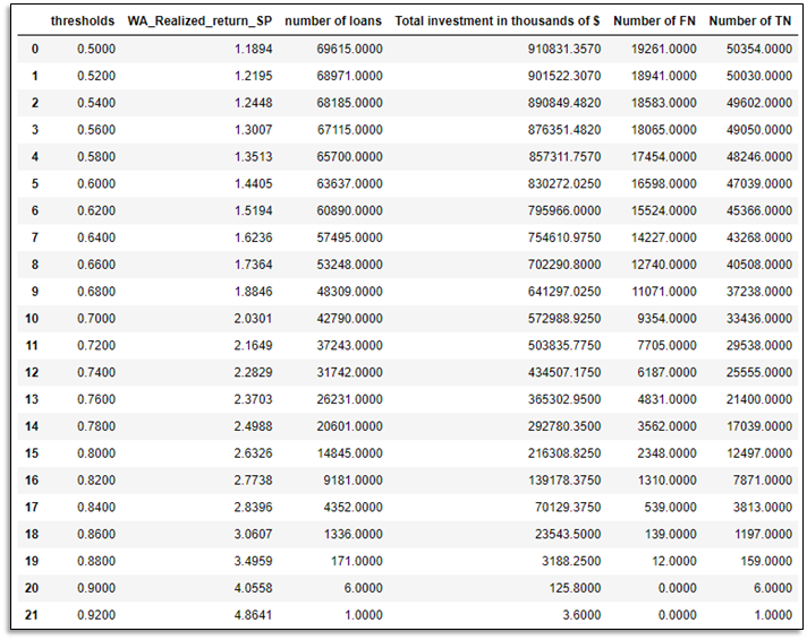 thresholds WA_Realized_return_SP number of loans Total investment in thousands of $ Number of FN Number of TN
0 0.5000 1.1894 69615.0000 910831.3570 19261.0000 50354.0000
1 0.5200 1.2195 68971.0000 901522.3070 18941.0000 50030.0000
2 0.5400 1.2448 68185.0000 890849.4820 18583.0000 49602.0000
3 0.5600 1.3007 67115.0000 876351.4820 18065.0000 49050.0000
4 0.5800 1.3513 65700.0000 857311.7570 17454.0000 48246.0000
5 0.6000 1.4405 63637.0000 830272.0250 16598.0000 47039.0000
6 0.6200 1.5194 60890.0000 795966.0000 15524.0000 45366.0000
7 0.6400 1.6236 57495.0000 754610.9750 14227.0000 43268.0000
8 0.6600 1.7364 53248.0000 702290.8000 12740.0000 40508.0000
9 0.6800 1.8846 48309.0000 641297.0250 11071.0000 37238.0000
10 0.7000 2.0301 42790.0000 572988.9250 9354.0000 33436.0000
11 0.7200 2.1649 37243.0000 503835.7750 7705.0000 29538.0000
12 0.7400 2.2829 31742.0000 434507.1750 6187.0000 25555.0000
13 0.7600 2.3703 26231.0000 365302.9500 4831.0000 21400.0000
14 0.7800 2.4988 20601.0000 292780.3500 3562.0000 17039.0000
15 0.8000 2.6326 14845.0000 216308.8250 2348.0000 12497.0000
16 0.8200 2.7738 9181.0000 139178.3750 1310.0000 7871.0000
17 0.8400 2.8396 4352.0000 70129.3750 539.0000 3813.0000
18 0.8600 3.0607 1336.0000 23543.5000 139.0000 1197.0000
19 0.8800 3.4959 171.0000 3188.2500 12.0000 159.0000
20 0.9000 4.0558 6.0000 125.8000 0.0000 6.0000
21 0.9200 4.8641 1.0000 3.6000 0.0000 1.0000